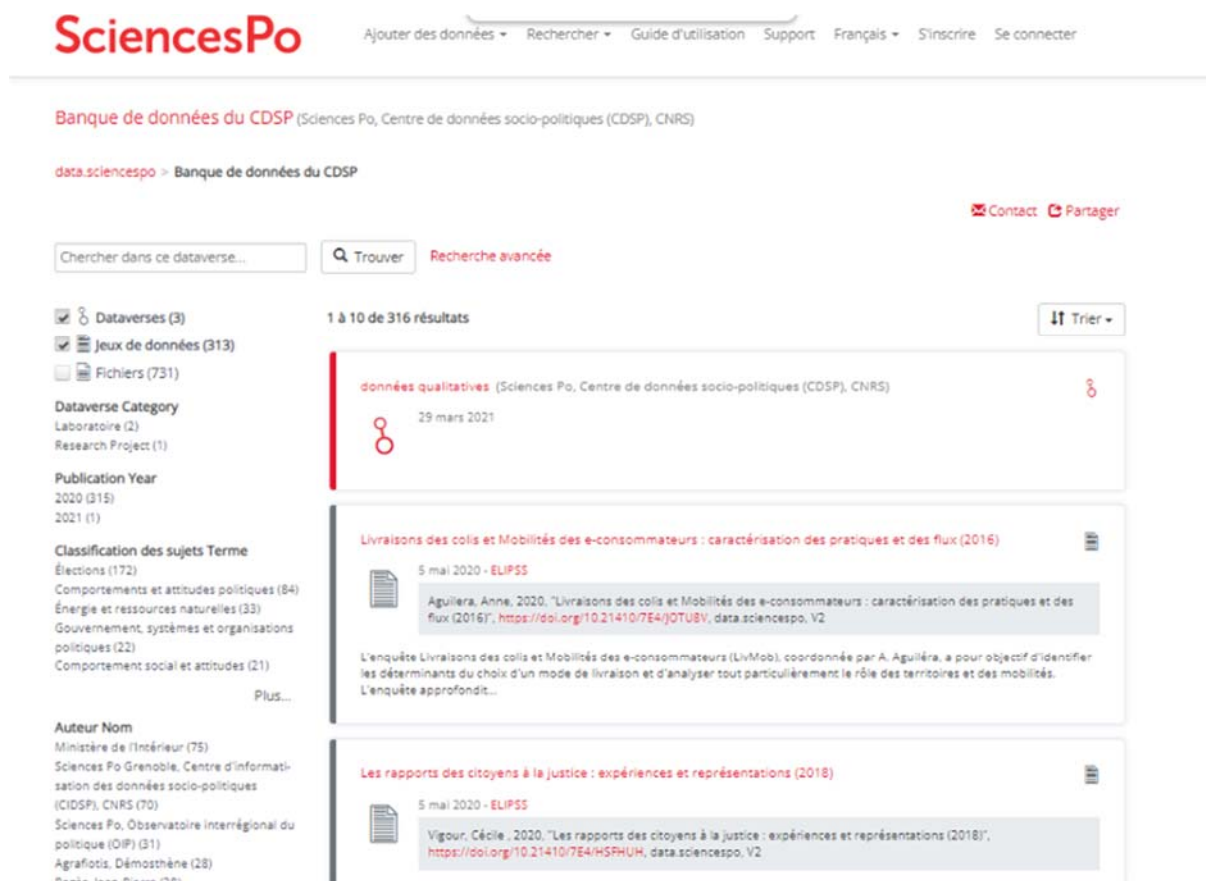 SciencesPo
Ajouter des données Rechercher Guide d'utilisation Support Français S'inscrire Se connecter
Banque de données du CDSP (Sciences Po, Centre de données socio-politiques (CDSP), CNRS)
data.sciencespo > Banque de données du CDSP
Contact Partager
Chercher dans ce dataverse... Trouver Recherche avancée
Dataverses (3)
Jeux de données (313)
Fichiers (731)
Dataverse Category
Laboratoire (2)
Research Project (1)
Publication Year
2020 (315)
2021 (1)
Classification des sujets Terme
Élections (172)
Comportements et attitudes politiques (84)
Énergie et ressources naturelles (33)
Gouvernement, systèmes et organisations
politiques (22)
Comportement social et attitudes (21)
Plus...
Auteur Nom
Ministère de l'Intérieur (75)
Sciences Po Grenoble, Centre d'informati-
sation des données socio-politiques
(CIDSP), CNRS (70)
Sciences Po, Observatoire interrégional du
politique (OIP) (31)
Agrafiotis, Démosthène (28)
1 à 10 de 316 résultats
Trier
données qualitatives (Sciences Po, Centre de données socio-politiques (CDSP), CNRS)
29 mars 2021
Livraisons des colis et Mobilités des e-consommateurs : caractérisation des pratiques et des flux (2016)
5 mai 2020 - ELIPSS
Aguilera, Anne, 2020, "Livraisons des colis et Mobilités des e-consommateurs : caractérisation des pratiques et des
flux (2016)", https://doi.org/10.21410/7E4/JOTU8V, data.sciencespo, V2
L'enquête Livraisons des colis et Mobilités des e-consommateurs (LivMob), coordonnée par A. Aguiléra, a pour objectif d'identifier
les déterminants du choix d'un mode de livraison et d'analyser tout particulièrement le rôle des territoires et des mobilités.
L'enquête approfondit...
Les rapports des citoyens à la justice : expériences et représentations (2018)
5 mai 2020 - ELIPSS
Vigour, Cécile , 2020, "Les rapports des citoyens à la justice : expériences et représentations (2018)",
https://doi.org/10.21410/7E4/HSFHUH, data.sciencespo, V2